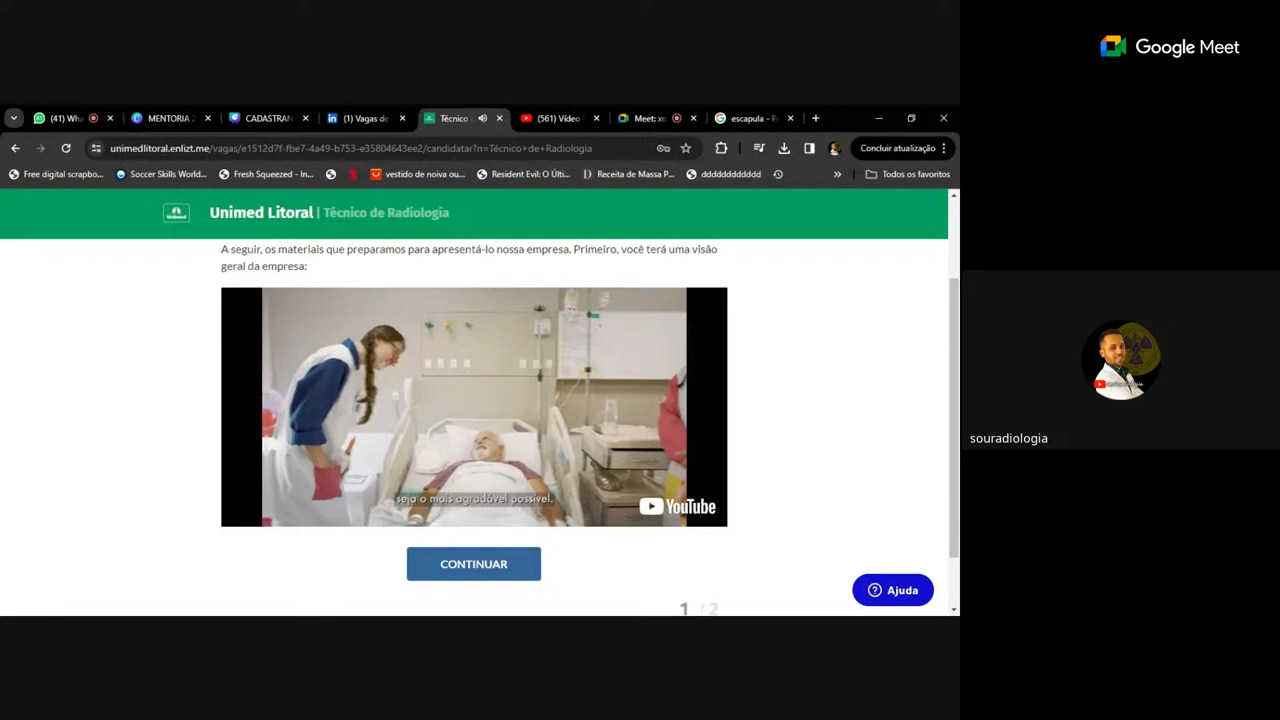 Google Meet
(41) Wha
MENTORIA 2
CADASTRAN
(1) Vagas de
Técnico
(561) Vídeo
Meet: xn
escapula - P
unimedlitoral.enlizt.me/vagas/e1512d7f-fbe7-4a49-b753-e35804643ee2/candidatar?n=Técnico+de+Radiologia
Concluir atualização
Free digital scrapbo...
Soccer Skills World...
Fresh Squeezed - In...
vestido de noiva ou...
Resident Evil: O Últi...
Receita de Massa P...
dddddddddddd
Todos os favoritos
Unimed
Unimed Litoral | Técnico de Radiologia
A seguir, os materiais que preparamos para apresentá-lo nossa empresa. Primeiro, você terá uma visão
geral da empresa:
seja o mais agradável possível.
YouTube
CONTINUAR
Ajuda
1 / 2
souradiologia